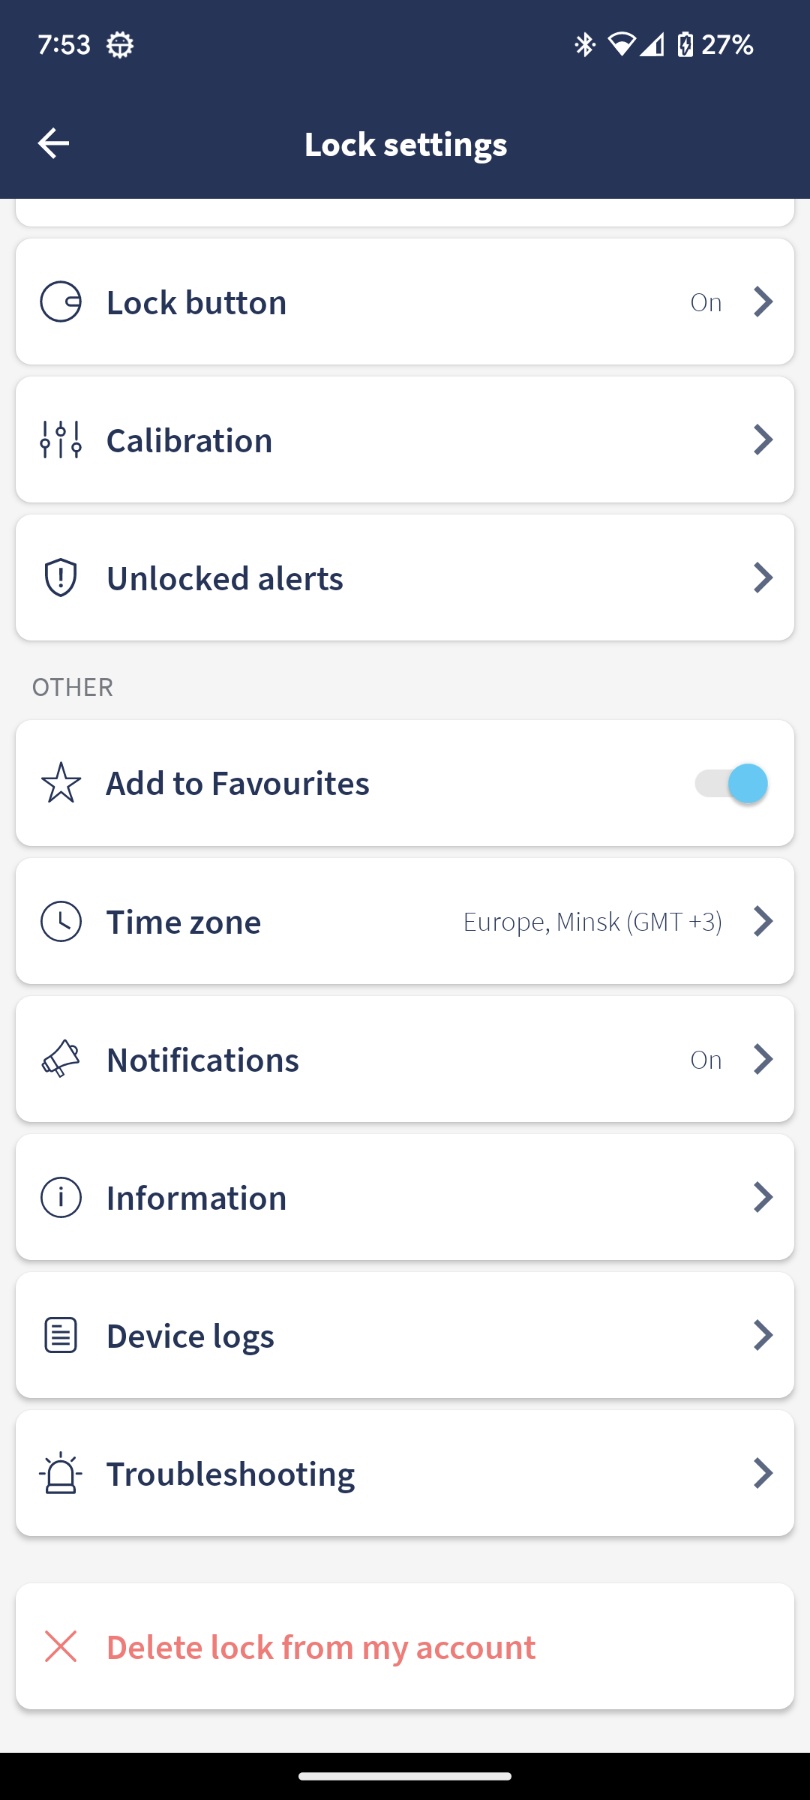 7:53
27%
Lock settings
Lock button
On
Calibration
Unlocked alerts
OTHER
Add to Favourites
Time zone
Europe, Minsk (GMT +3)
Notifications
On
Information
Device logs
Troubleshooting
Delete lock from my account